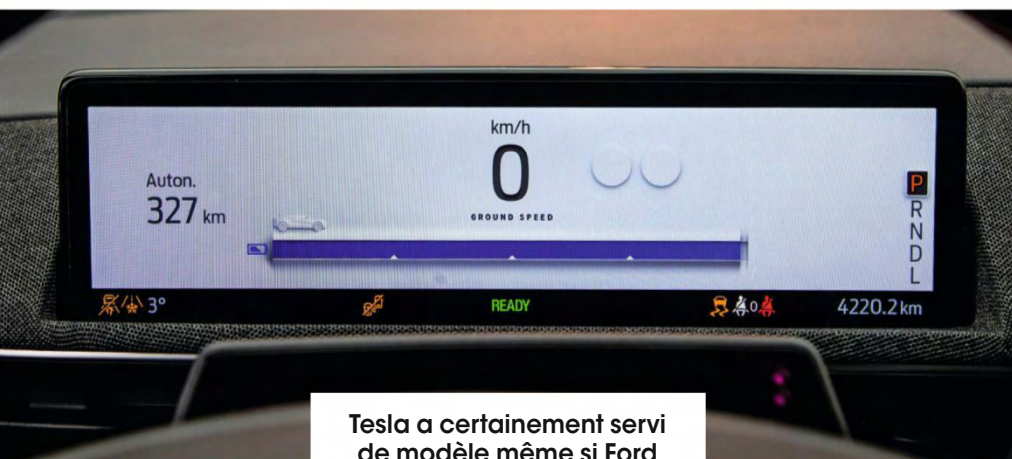 km/h
Auton.
0
327 km
GROUND SPEED
P
R
N
D
L
3°
READY
0
4220.2 km
Tesla a certainement servi
de modèle même si Ford